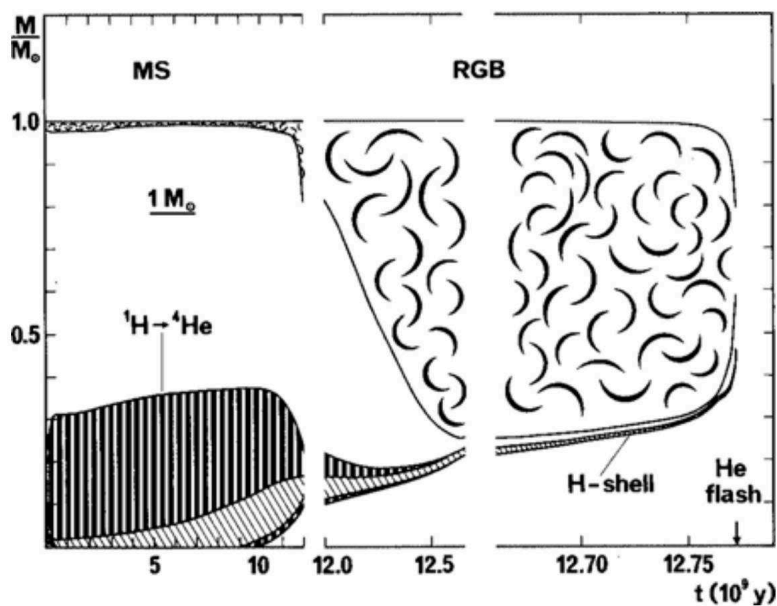 M
M⊙
MS
RGB
1.0
1 M⊙
¹H→⁴He
0.5
H-shell
He
flash
5
10
12.0
12.5
12.70
12.75
t (10⁹ y)